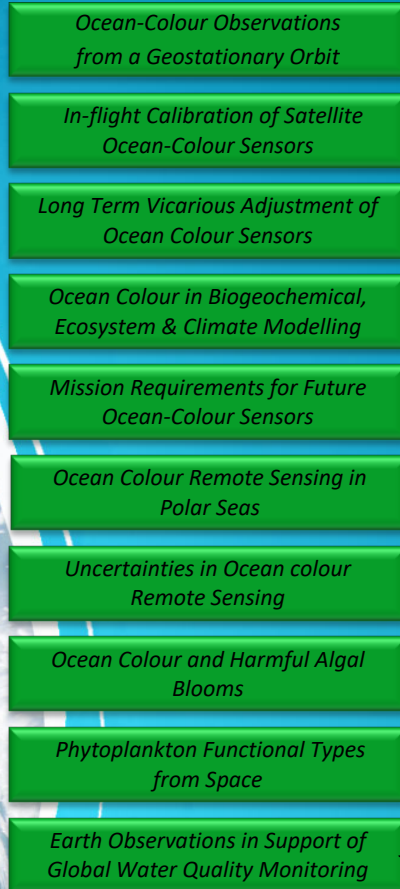 Ocean-Colour Observations
from a Geostationary Orbit
In-flight Calibration of Satellite
Ocean-Colour Sensors
Long Term Vicarious Adjustment of
Ocean Colour Sensors
Ocean Colour in Biogeochemical,
Ecosystem & Climate Modelling
Mission Requirements for Future
Ocean-Colour Sensors
Ocean Colour Remote Sensing in
Polar Seas
Uncertainties in Ocean colour
Remote Sensing
Ocean Colour and Harmful Algal
Blooms
Phytoplankton Functional Types
from Space
Earth Observations in Support of
Global Water Quality Monitoring